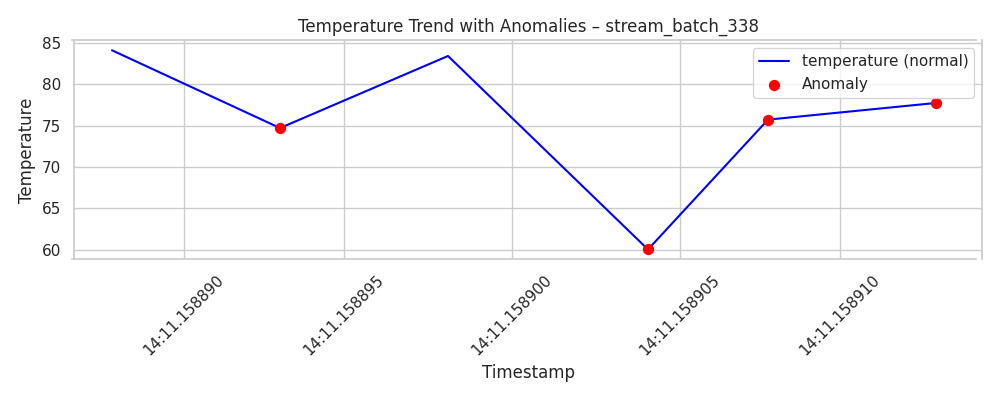 Temperature Trend with Anomalies – stream_batch_338
temperature (normal)
Anomaly
Temperature
85
80
75
70
65
60
14:11.158890
14:11.158895
14:11.158900
14:11.158905
14:11.158910
Timestamp